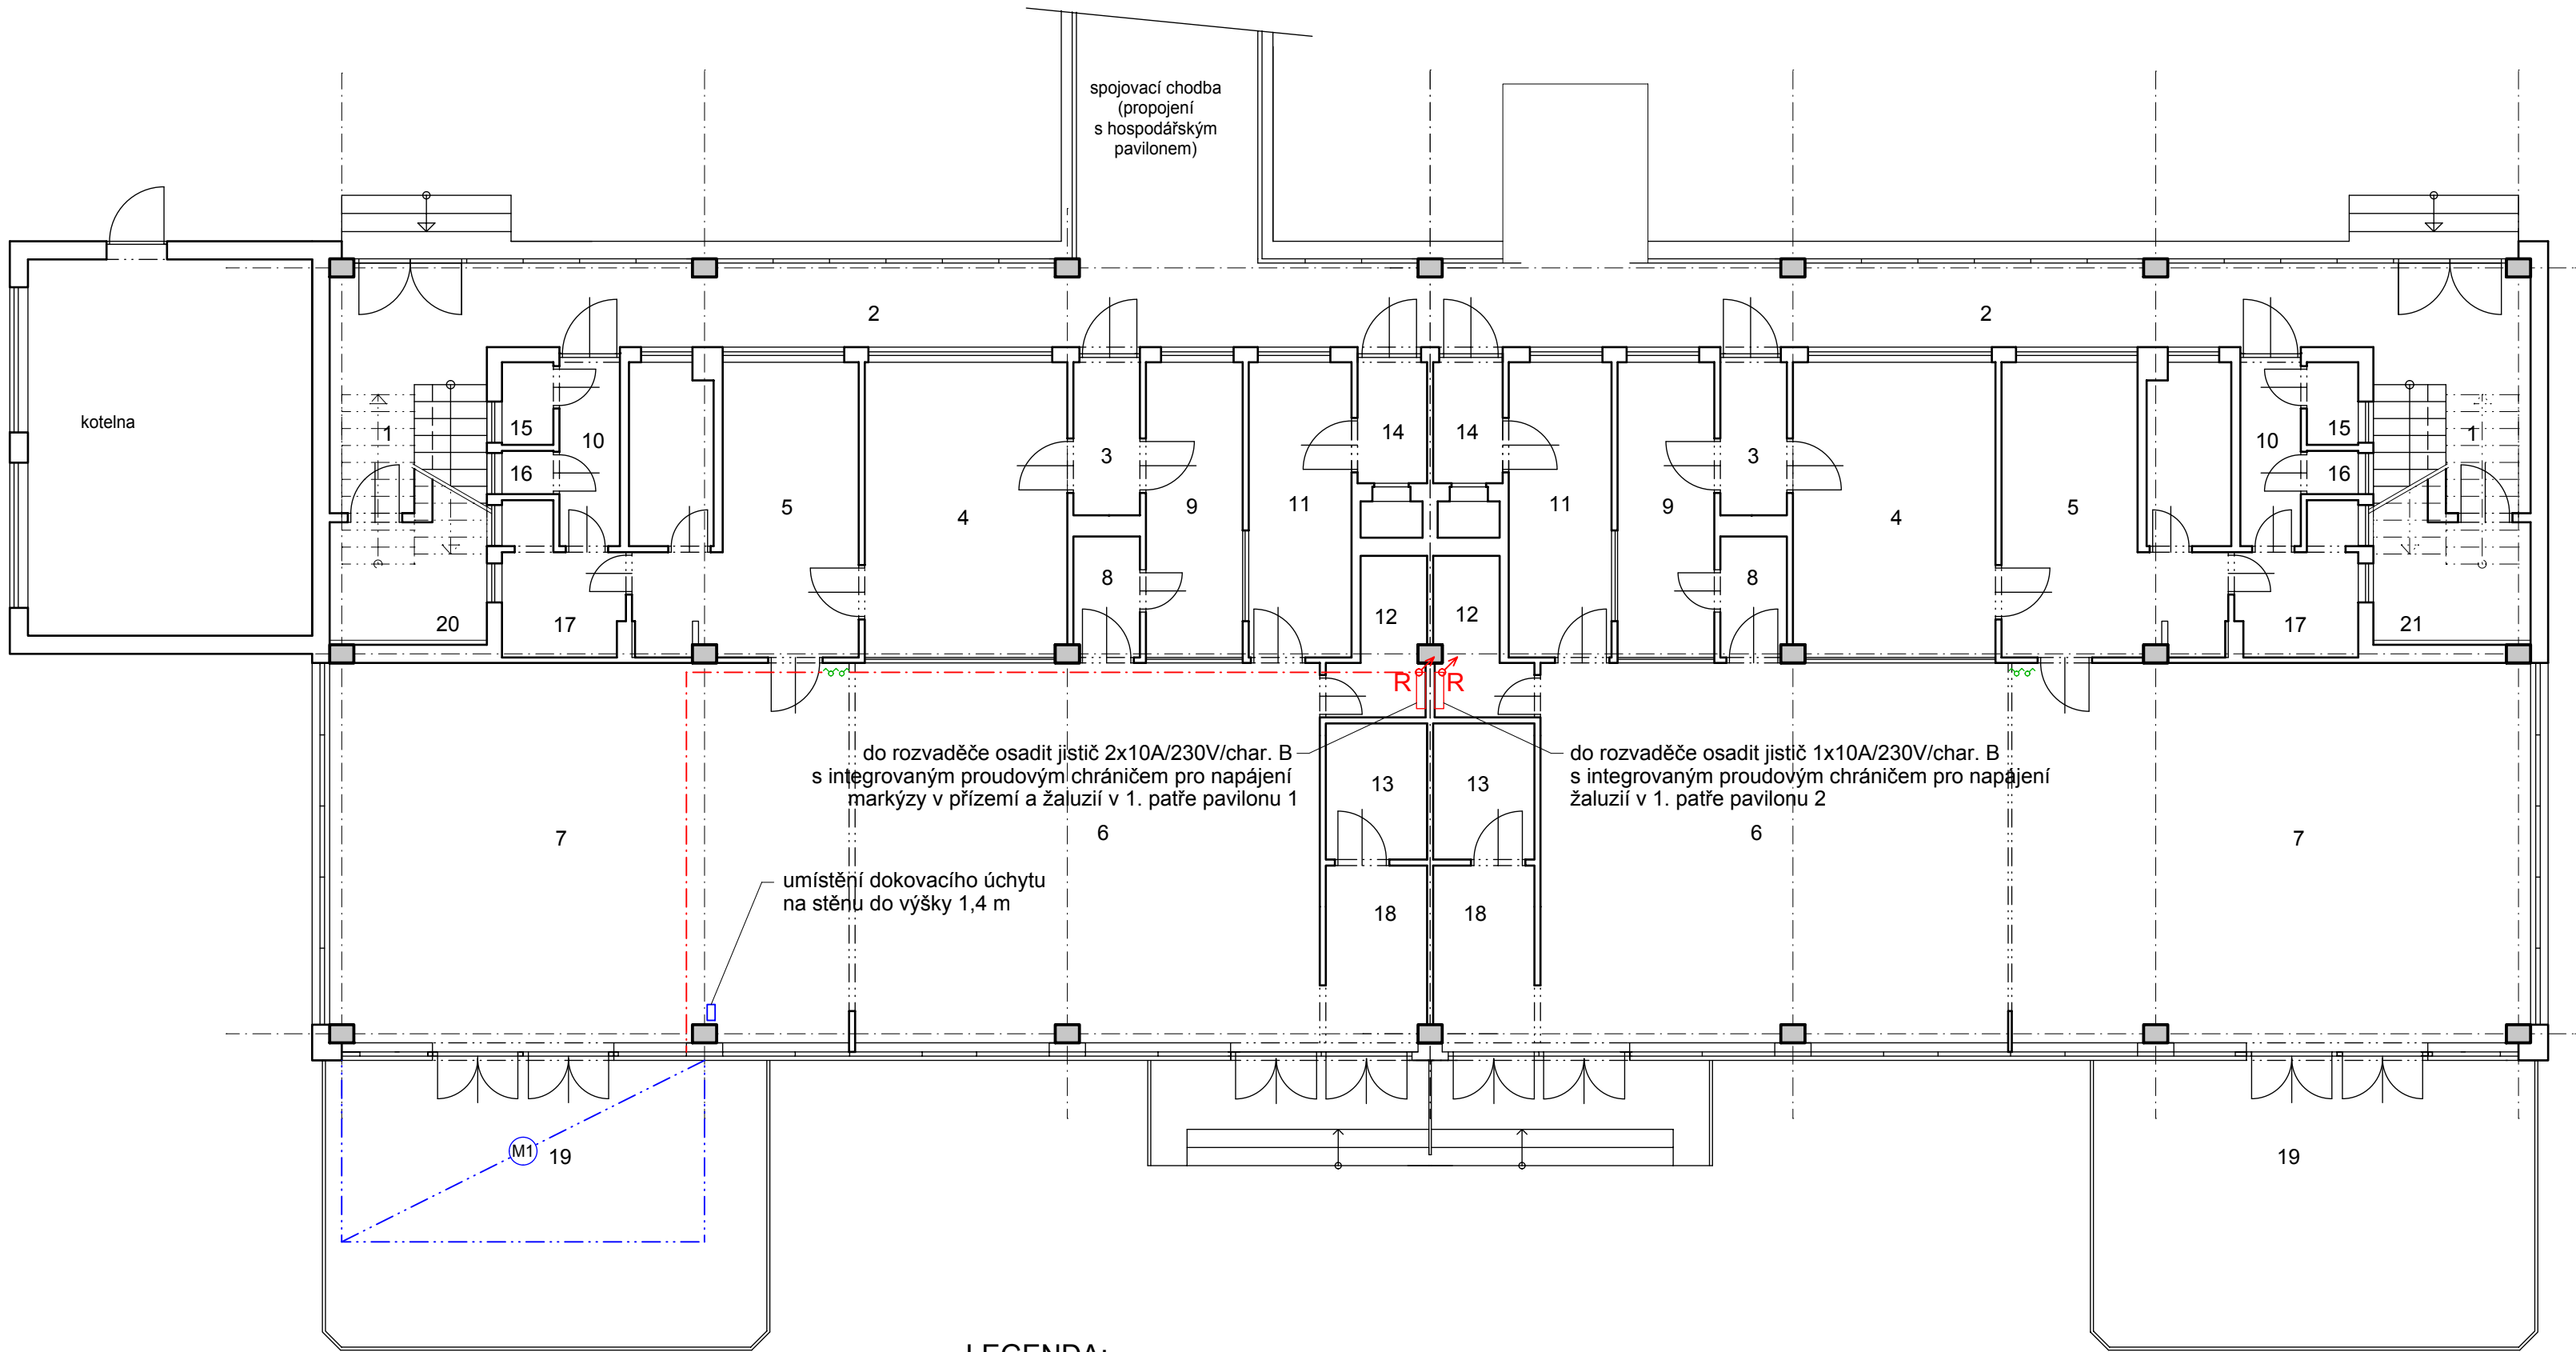 spojovací chodba
(propojení
s hospodářským
pavilonem)
2
2
kotelna
1
15
10
16
5
4
3
9
11
14
14
11
9
3
4
5
10
15
16
1
8
8
12
12
20
17
17
21
R
R
do rozvaděče osadit jistič 2x10A/230V/char. B
s integrovaným proudovým chráničem pro napájení
markýzy v přízemí a žaluzií v 1. patře pavilonu 1
do rozvaděče osadit jistič 1x10A/230V/char. B
s integrovaným proudovým chráničem pro napájení
žaluzií v 1. patře pavilonu 2
13
13
7
6
6
7
umístění dokovacího úchytu
na stěnu do výšky 1,4 m
18
18
M1
19
19
LEGENDA: